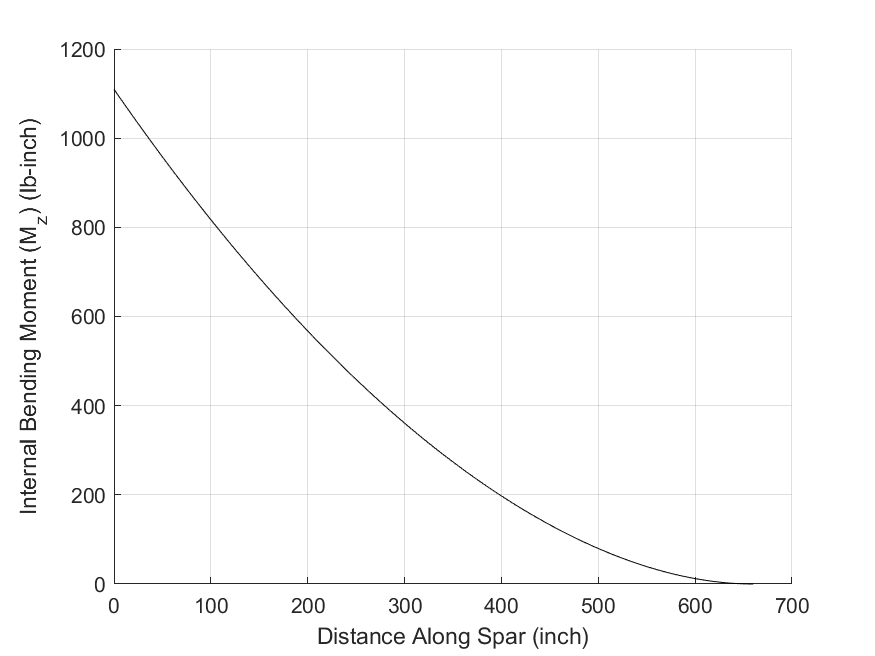 1200
1000
800
600
400
200
0
0 100 200 300 400 500 600 700
Distance Along Spar (inch)
Internal Bending Moment (Mz) (lb-inch)